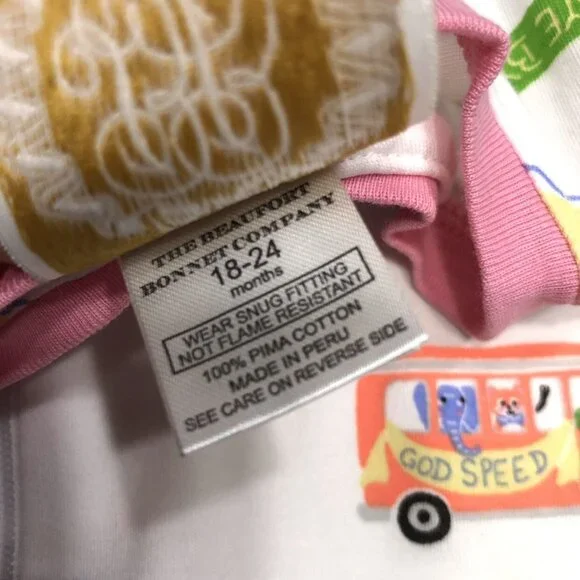 THE BEAUFORT
BONNET COMPANY
18-24
months
WEAR SNUG FITTING
NOT FLAME RESISTANT
100% PIMA COTTON
MADE IN PERU
SEE CARE ON REVERSE SIDE
GOD SPEED